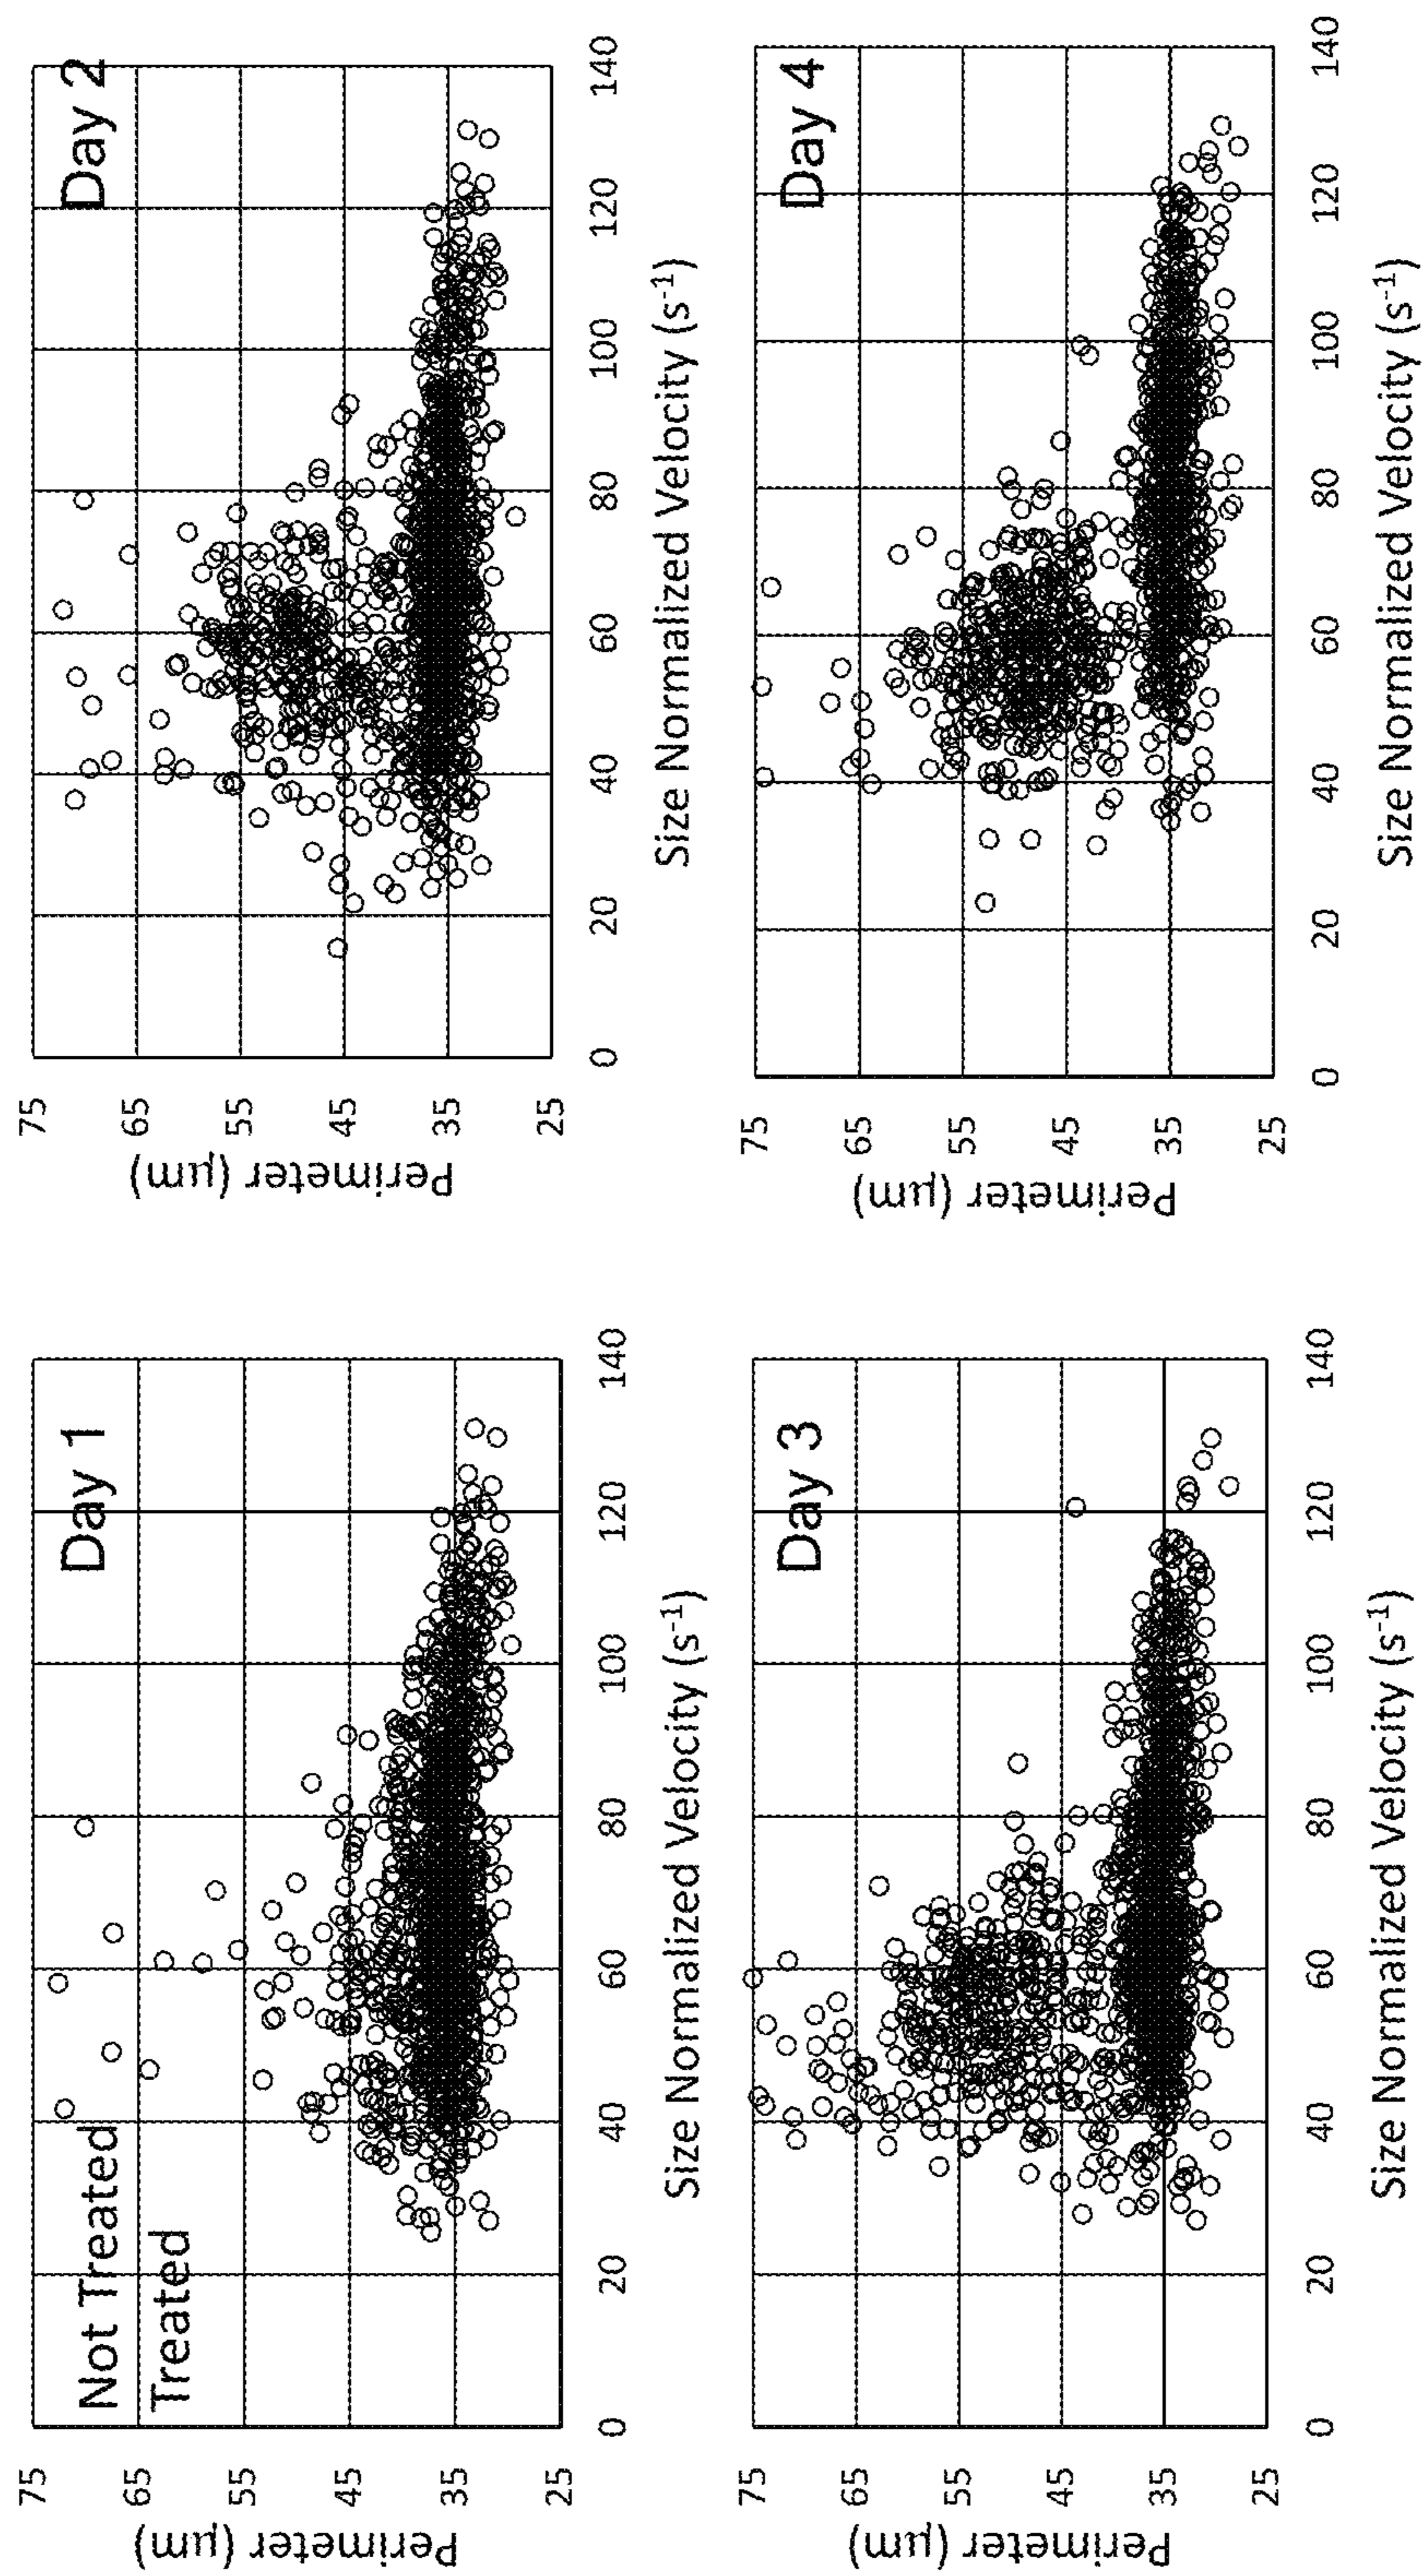 Not Treated
Treated
Day 1
75
65
55
45
35
25
Perimeter (μm)
0 20 40 60 80 100 120 140
Size Normalized Velocity (s⁻¹)
Day 2
75
65
55
45
35
25
Perimeter (μm)
0 20 40 60 80 100 120 140
Size Normalized Velocity (s⁻¹)
Day 3
75
65
55
45
35
25
Perimeter (μm)
0 20 40 60 80 100 120 140
Size Normalized Velocity (s⁻¹)
Day 4
75
65
55
45
35
25
Perimeter (μm)
0 20 40 60 80 100 120 140
Size Normalized Velocity (s⁻¹)